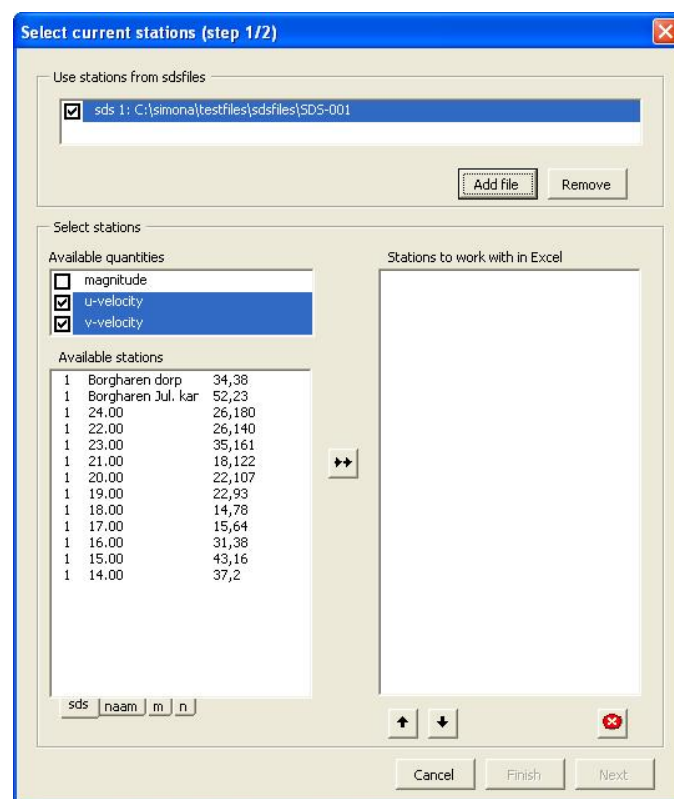 Select current stations (step 1/2)
Use stations from sdsfiles
sds 1: C:\simona\testfiles\sdsfiles\SDS-001
Add file Remove
Select stations
Available quantities
magnitude
u-velocity
v-velocity
Available stations
1 Borgharen dorp 34,38
1 Borgharen Jul. kar 52,23
1 24.00 26,180
1 22.00 26,140
1 23.00 35,161
1 21.00 18,122
1 20.00 22,107
1 19.00 22,93
1 18.00 14,78
1 17.00 15,64
1 16.00 31,38
1 15.00 43,16
1 14.00 37,2
sds naam m n
Stations to work with in Excel
Cancel Finish Next